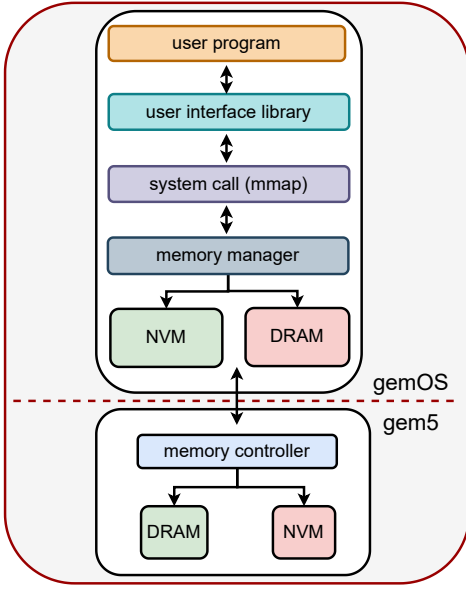 user program
user interface library
system call (mmap)
memory manager
NVM
DRAM
gemOS
gem5
memory controller
DRAM
NVM